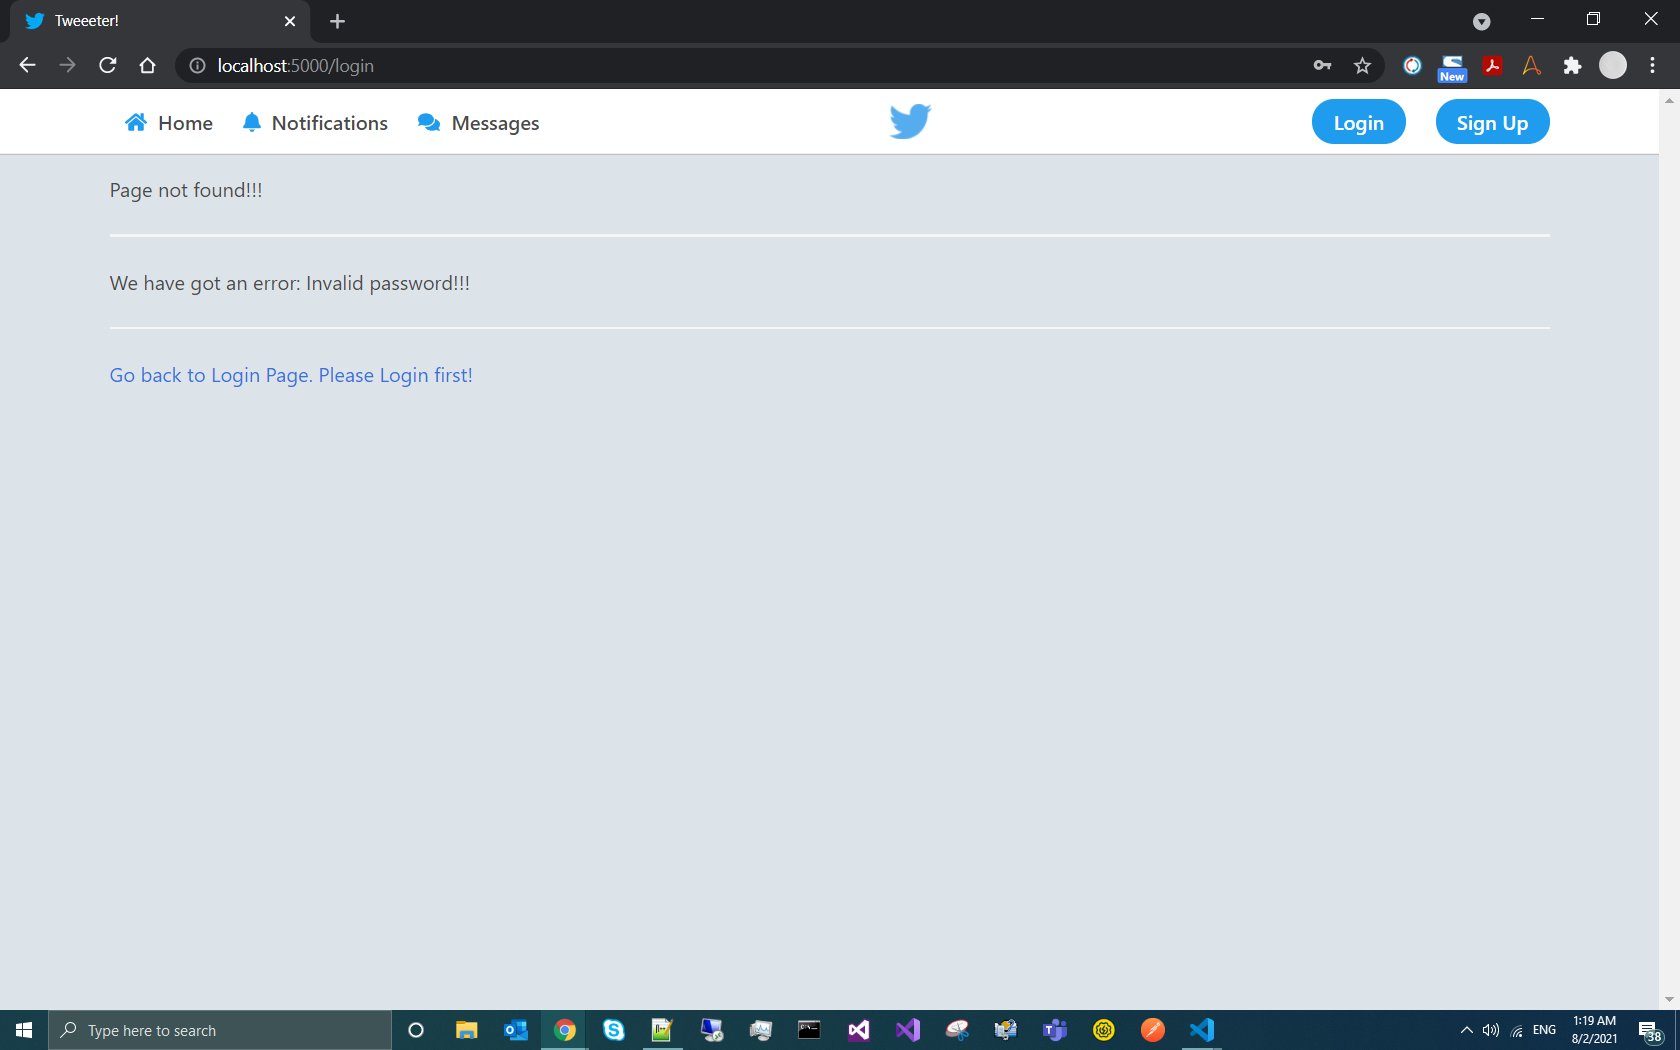 Tweeeter!
localhost:5000/login
New
Home
Notifications
Messages
Login
Sign Up
Page not found!!!
We have got an error: Invalid password!!!
Go back to Login Page. Please Login first!
Type here to search
ENG
1:19 AM
8/2/2021
38